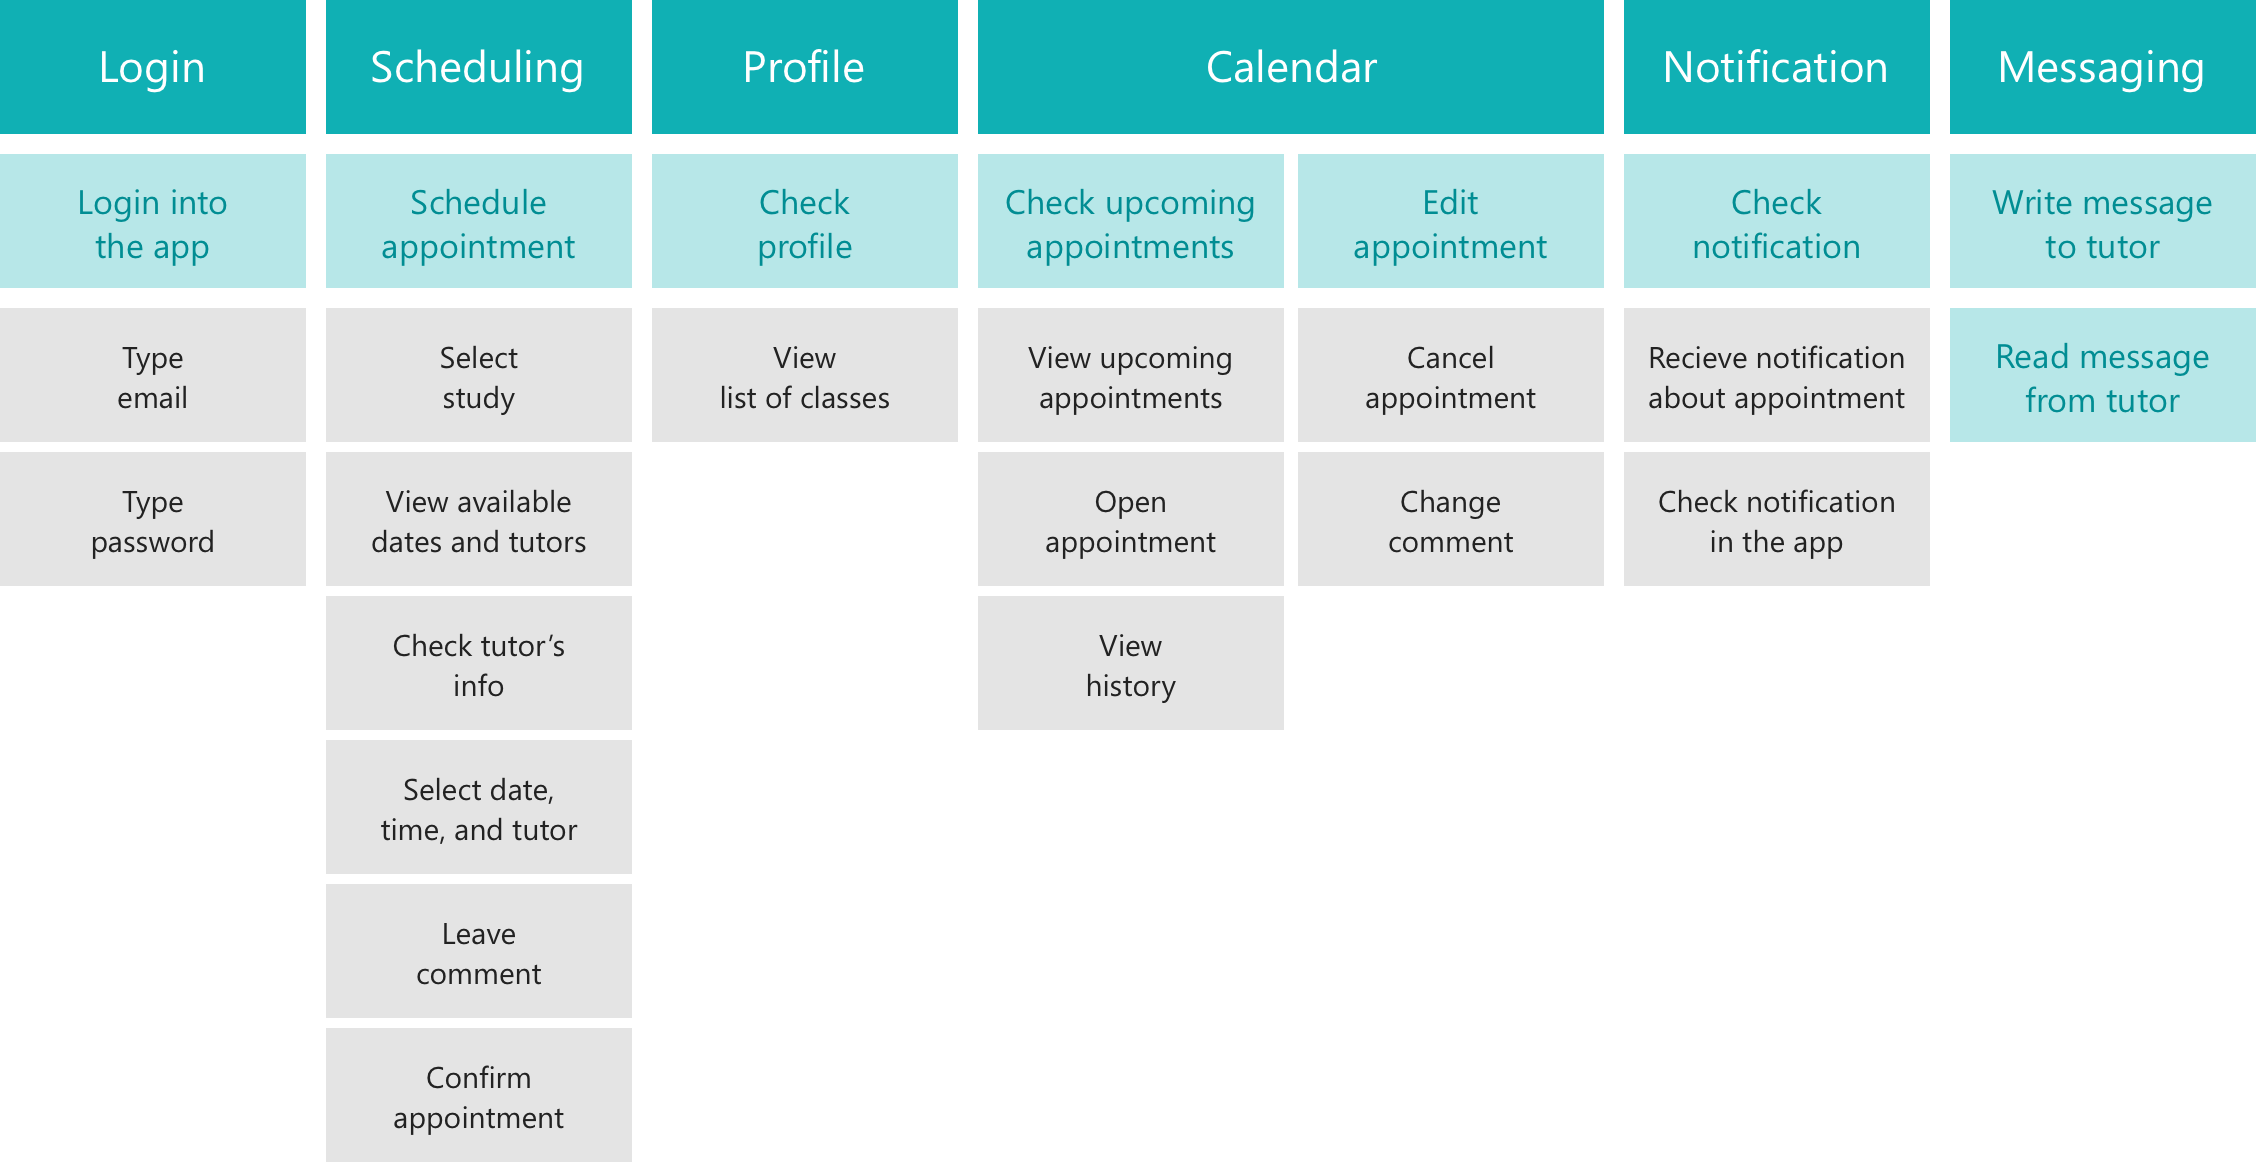 Login
Scheduling
Profile
Calendar
Notification
Messaging
Login into
the app
Schedule
appointment
Check
profile
Check upcoming
appointments
Edit
appointment
Check
notification
Write message
to tutor
Type
email
Select
study
View
list of classes
View upcoming
appointments
Cancel
appointment
Recieve notification
about appointment
Read message
from tutor
Type
password
View available
dates and tutors
Open
appointment
Change
comment
Check notification
in the app
Check tutor’s
info
View
history
Select date,
time, and tutor
Leave
comment
Confirm
appointment